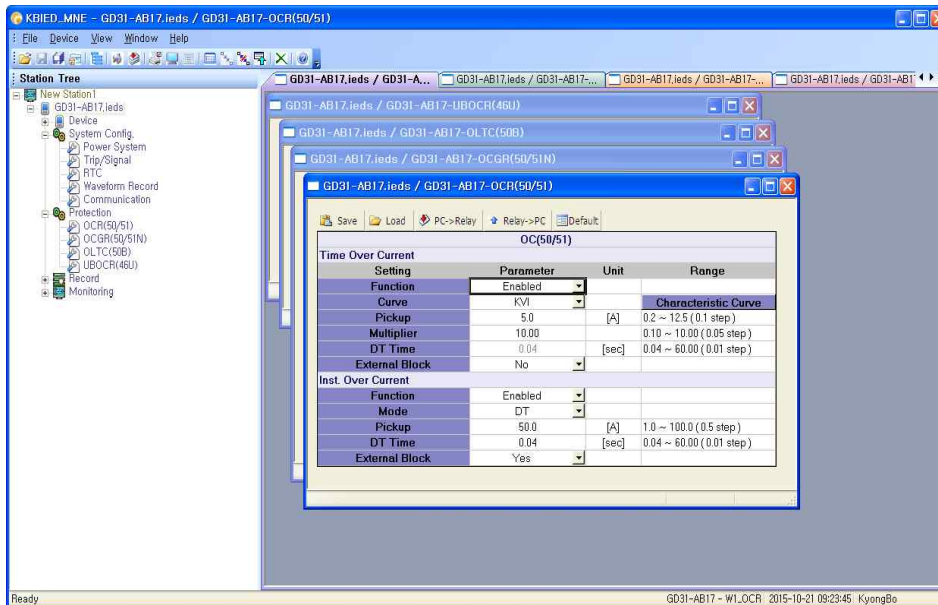 KBIED_MNE - GD31-AB17.ieds / GD31-AB17-OCR(50/51)
File Device View Window Help
Station Tree
New Station1
GD31-AB17.ieds
Device
System Config.
Power System
Trip/Signal
RTC
Waveform Record
Communication
Protection
OCR(50/51)
OCGR(50/51N)
OLTC(50B)
UBOCR(46U)
Record
Monitoring
GD31-AB17.ieds / GD31-A... GD31-AB17.ieds / GD31-AB17-... GD31-AB17.ieds / GD31-AB17-... GD31-AB17.ieds / GD31-AB1
GD31-AB17.ieds / GD31-AB17-UBOCR(46U)
GD31-AB17.ieds / GD31-AB17-OLTC(50B)
GD31-AB17.ieds / GD31-AB17-OCGR(50/51N)
GD31-AB17.ieds / GD31-AB17-OCR(50/51)
Save Load PC->Relay Relay->PC Default
OC(50/51)
Time Over Current
Setting Parameter Unit Range
Function Enabled
Curve KVI Characteristic Curve
Pickup 5.0 [A] 0.2 ~ 12.5 ( 0.1 step )
Multiplier 10.00 0.10 ~ 10.00 ( 0.05 step )
DT Time 0.04 [sec] 0.04 ~ 60.00 ( 0.01 step )
External Block No
Inst. Over Current
Function Enabled
Mode DT
Pickup 50.0 [A] 1.0 ~ 100.0 ( 0.5 step )
DT Time 0.04 [sec] 0.04 ~ 60.00 ( 0.01 step )
External Block Yes
Ready GD31-AB17 - W1_OCR 2015-10-21 09:23:45 KyongBo